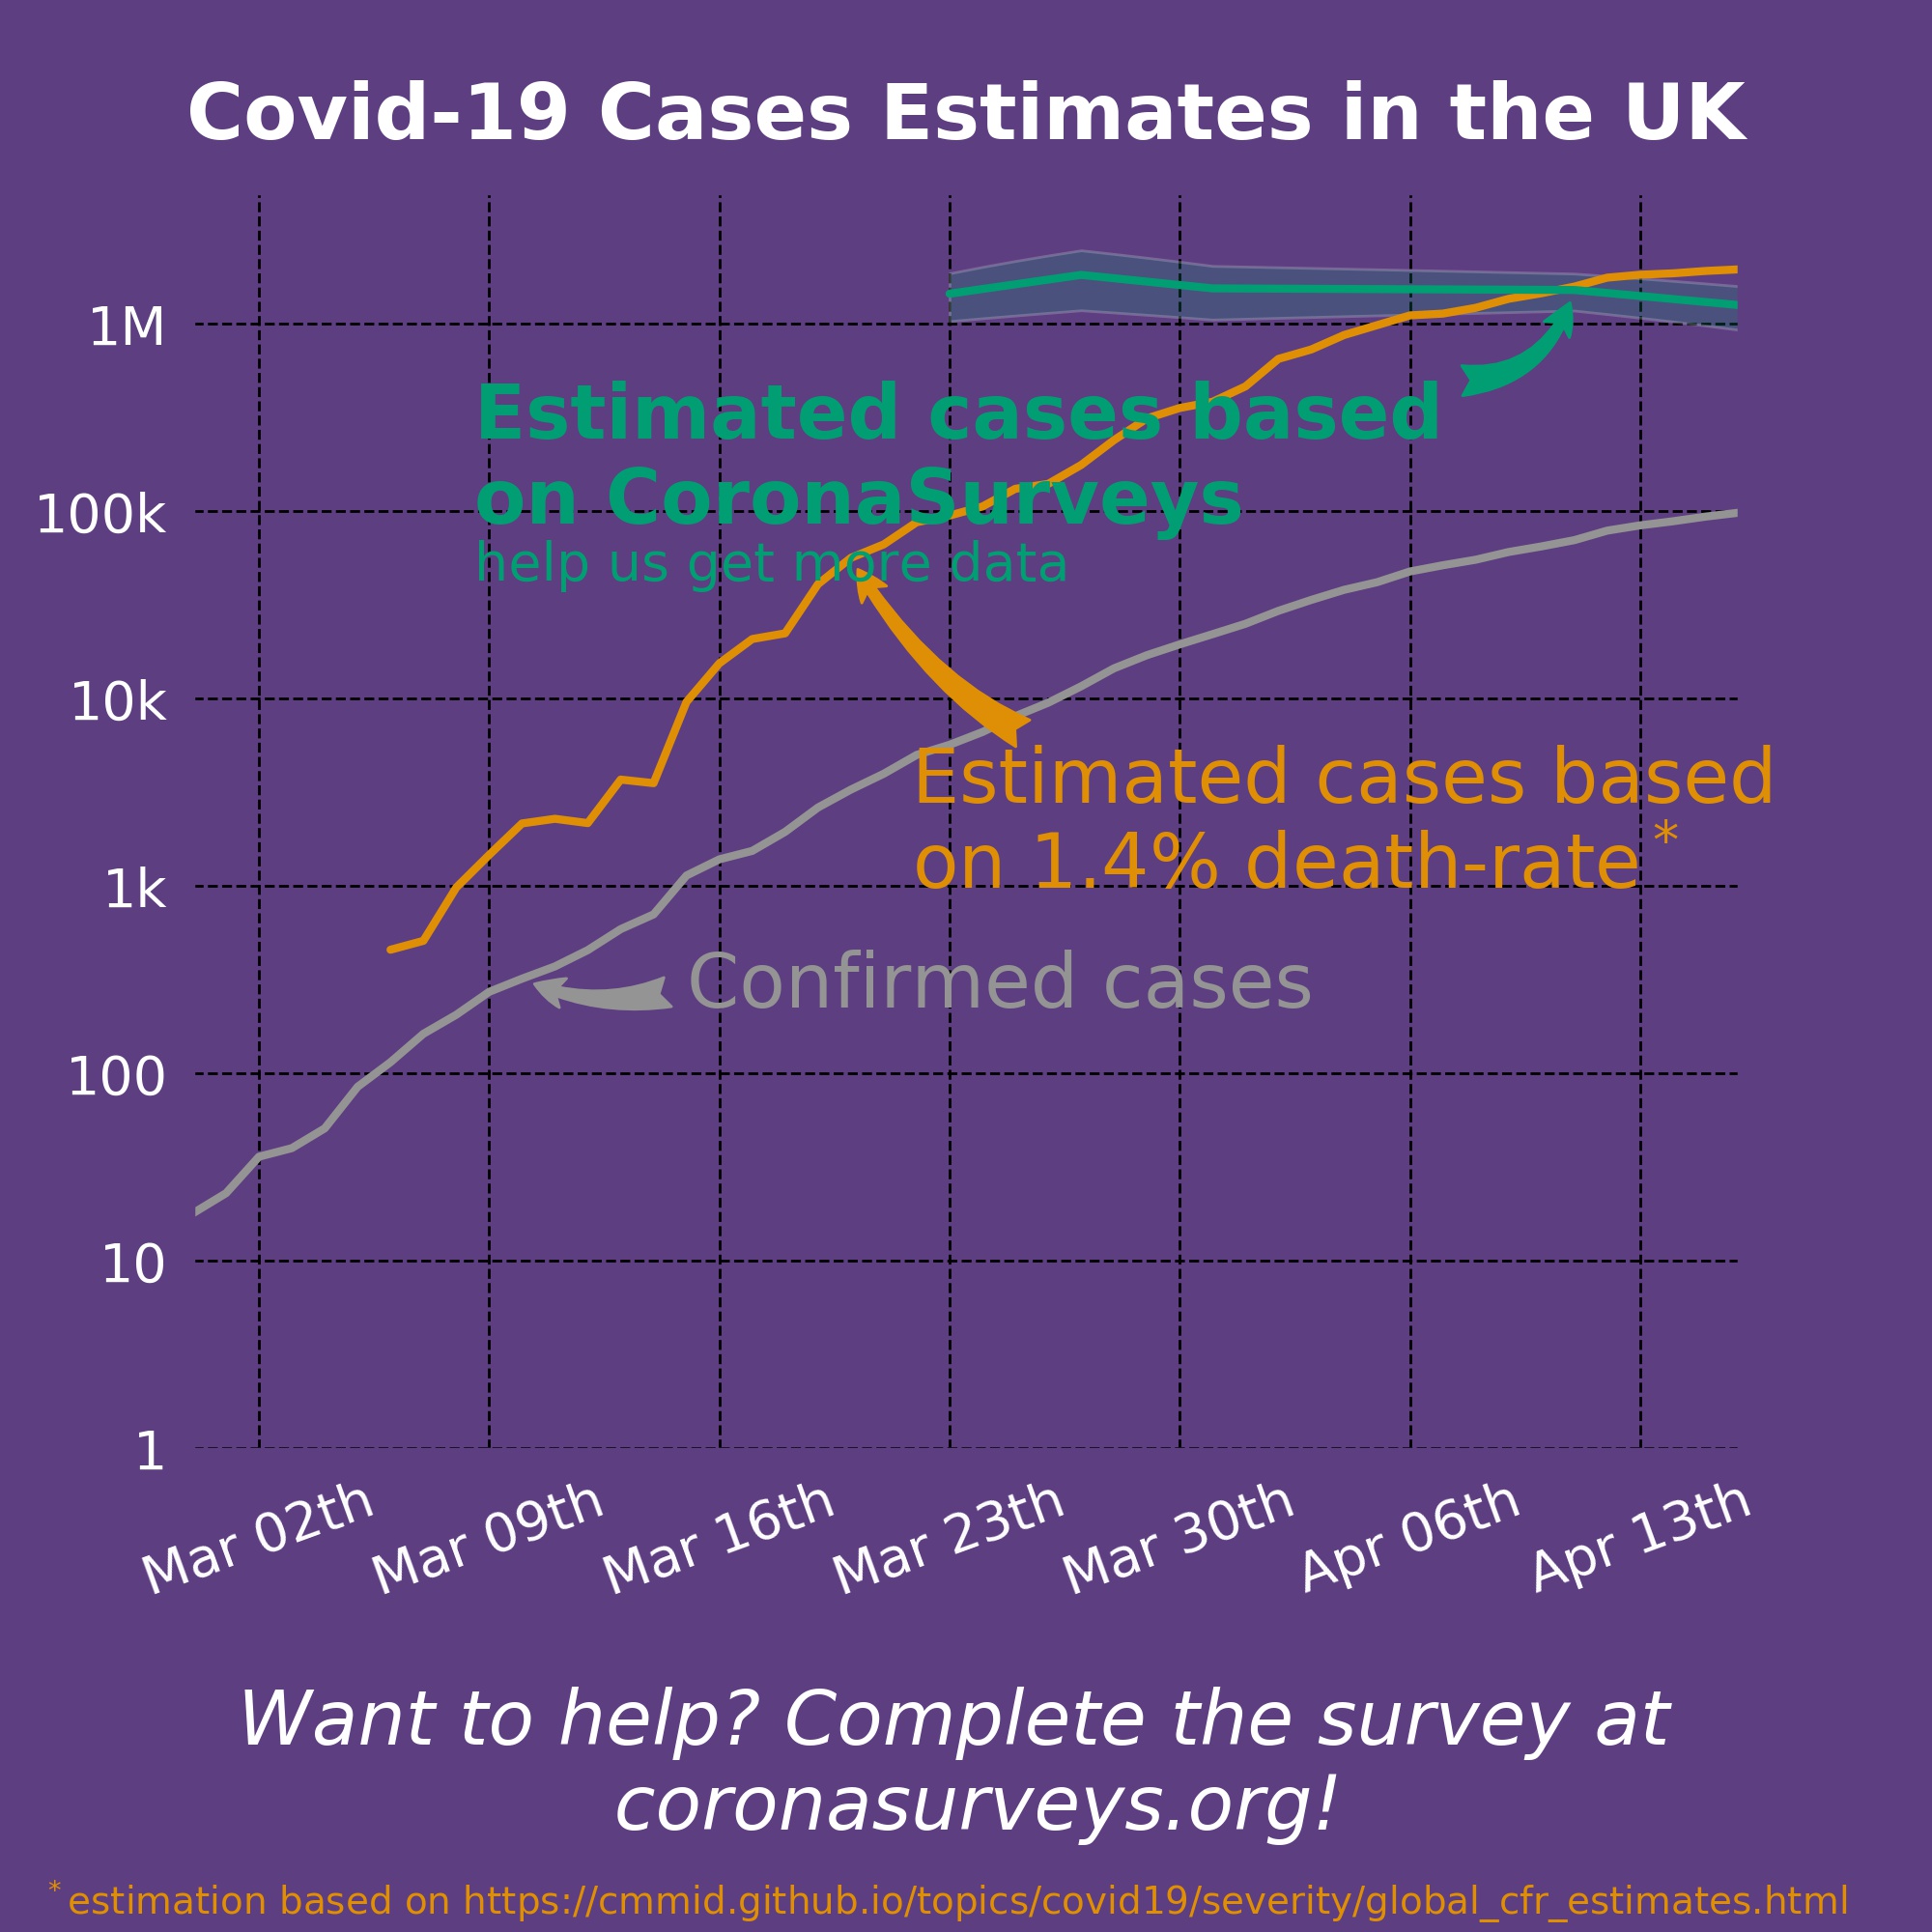 Covid-19 Cases Estimates in the UK
1M
100k
10k
1k
100
10
1
Estimated cases based
on CoronaSurveys
help us get more data
Estimated cases based
on 1.4% death-rate*
Confirmed cases
Mar 02th
Mar 09th
Mar 16th
Mar 23th
Mar 30th
Apr 06th
Apr 13th
Want to help? Complete the survey at
coronasurveys.org!
*estimation based on https://cmmid.github.io/topics/covid19/severity/global_cfr_estimates.html